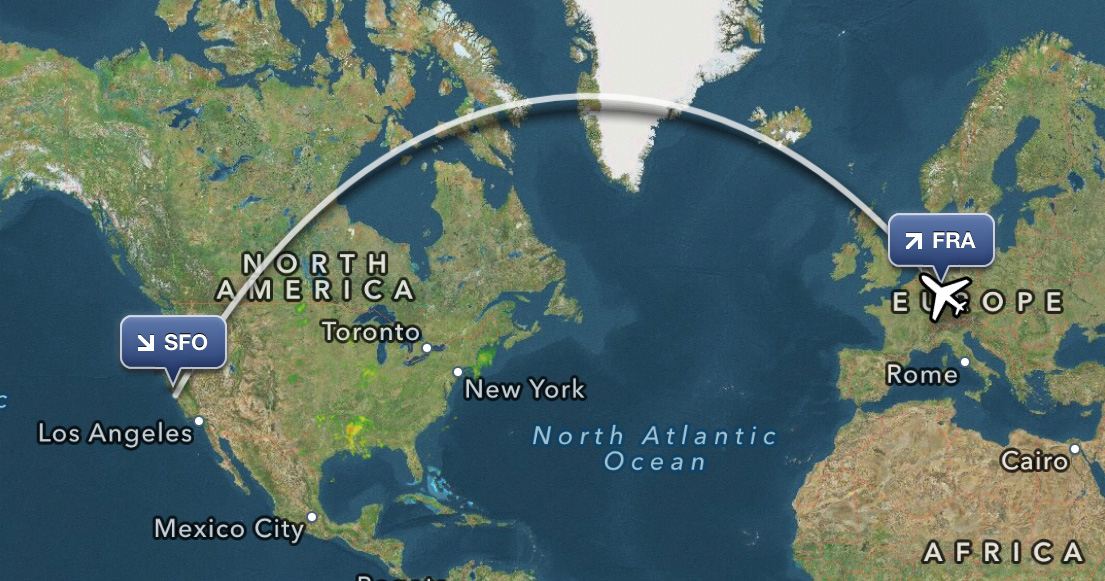 FRA
NORTH
AMERICA
EUROPE
SFO
Toronto
Rome
New York
Los Angeles
North Atlantic
Ocean
Cairo
Mexico City
AFRICA